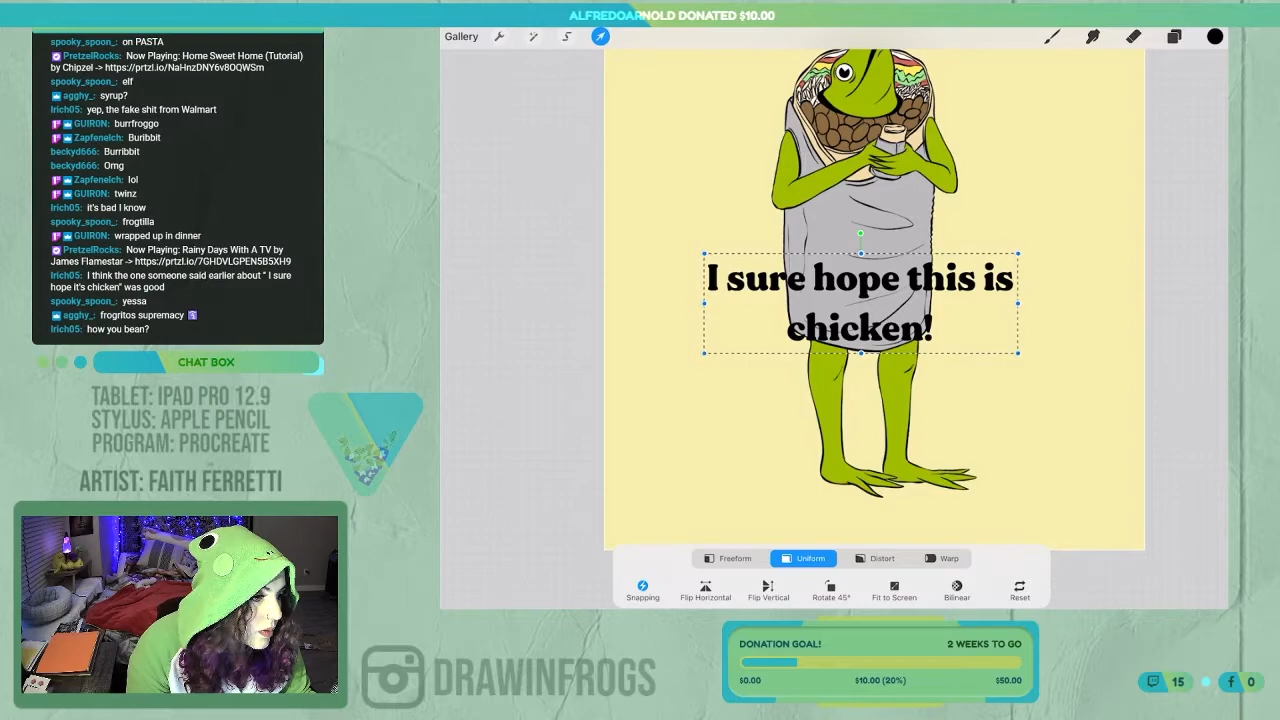 ALFREDOARNOLD DONATED $10.00
spooky_spoon_: on PASTA
PretzelRocks: Now Playing: Home Sweet Home (Tutorial)
by Chipzel -> https://prtzl.io/NaHnzDNY6v8OQWSm
spooky_spoon_: elf
agghy_: syrup?
lrich05: yep, the fake shit from Walmart
GUIR0N: burrfroggo
Zapfenelch: Buribbit
beckyd666: Burribbit
beckyd666: Omg
Zapfenelch: lol
GUIR0N: twinz
lrich05: it's bad I know
spooky_spoon_: frogtilla
GUIR0N: wrapped up in dinner
PretzelRocks: Now Playing: Rainy Days With A TV by
James Flamestar -> https://prtzl.io/7GHDVLGPEN5B5XH9
lrich05: I think the one someone said earlier about “ I sure
hope it's chicken” was good
spooky_spoon_: yessa
agghy_: frogritos supremacy
lrich05: how you bean?
CHAT BOX
TABLET: IPAD PRO 12.9
STYLUS: APPLE PENCIL
PROGRAM: PROCREATE
ARTIST: FAITH FERRETTI
Gallery
I sure hope this is
chicken!
Freeform Uniform Distort Warp
Snapping Flip Horizontal Flip Vertical Rotate 45° Fit to Screen Bilinear Reset
DRAWINFROGS
DONATION GOAL! 2 WEEKS TO GO
$0.00 $10.00 (20%) $50.00
15 0